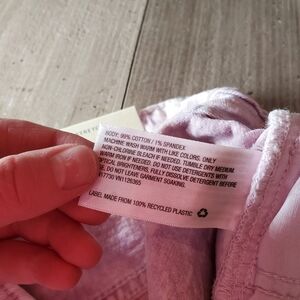 BODY: 99% COTTON / 1% SPANDEX
MACHINE WASH WARM WITH LIKE COLORS. ONLY
NON-CHLORINE BLEACH IF NEEDED. TUMBLE DRY MEDIUM.
WARM IRON IF NEEDED. DO NOT USE DETERGENTS WITH
OPTICAL BRIGHTENERS. FULLY DISSOLVE DETERGENT BEFORE
USE. DO NOT LEAVE GARMENT SOAKING.
VN1126365
LABEL MADE FROM 100% RECYCLED PLASTIC